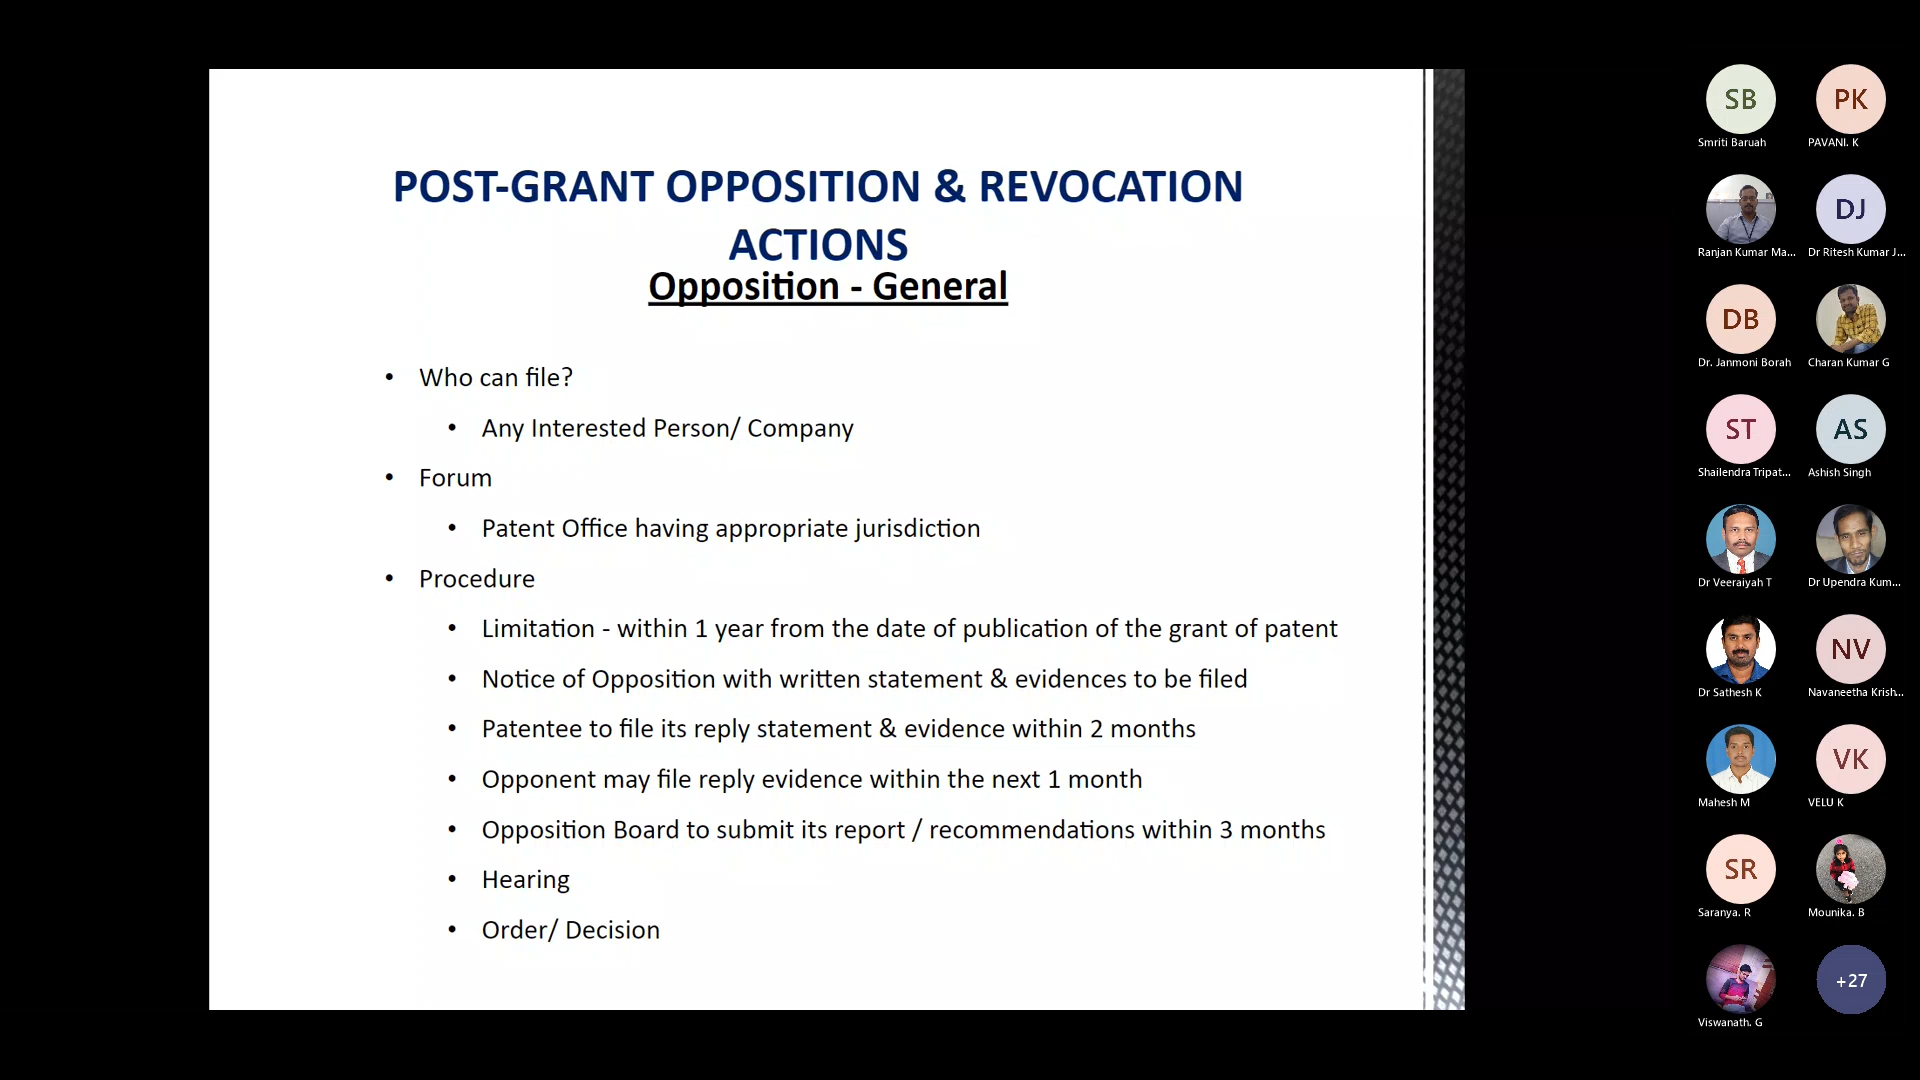 POST-GRANT OPPOSITION & REVOCATION
ACTIONS
Opposition - General
• Who can file?
• Any Interested Person/ Company
• Forum
• Patent Office having appropriate jurisdiction
• Procedure
• Limitation - within 1 year from the date of publication of the grant of patent
• Notice of Opposition with written statement & evidences to be filed
• Patentee to file its reply statement & evidence within 2 months
• Opponent may file reply evidence within the next 1 month
• Opposition Board to submit its report / recommendations within 3 months
• Hearing
• Order/ Decision
SB
Smriti Baruah
PK
PAVANI. K
Ranjan Kumar Ma...
DJ
Dr Ritesh Kumar J...
DB
Dr. Janmoni Borah
Charan Kumar G
ST
Shailendra Tripat...
AS
Ashish Singh
Dr Veeraiyah T
Dr Upendra Kum...
Dr Sathesh K
NV
Navaneetha Krish...
Mahesh M
VK
VELU K
SR
Saranya. R
Mounika. B
Viswanath. G
+27